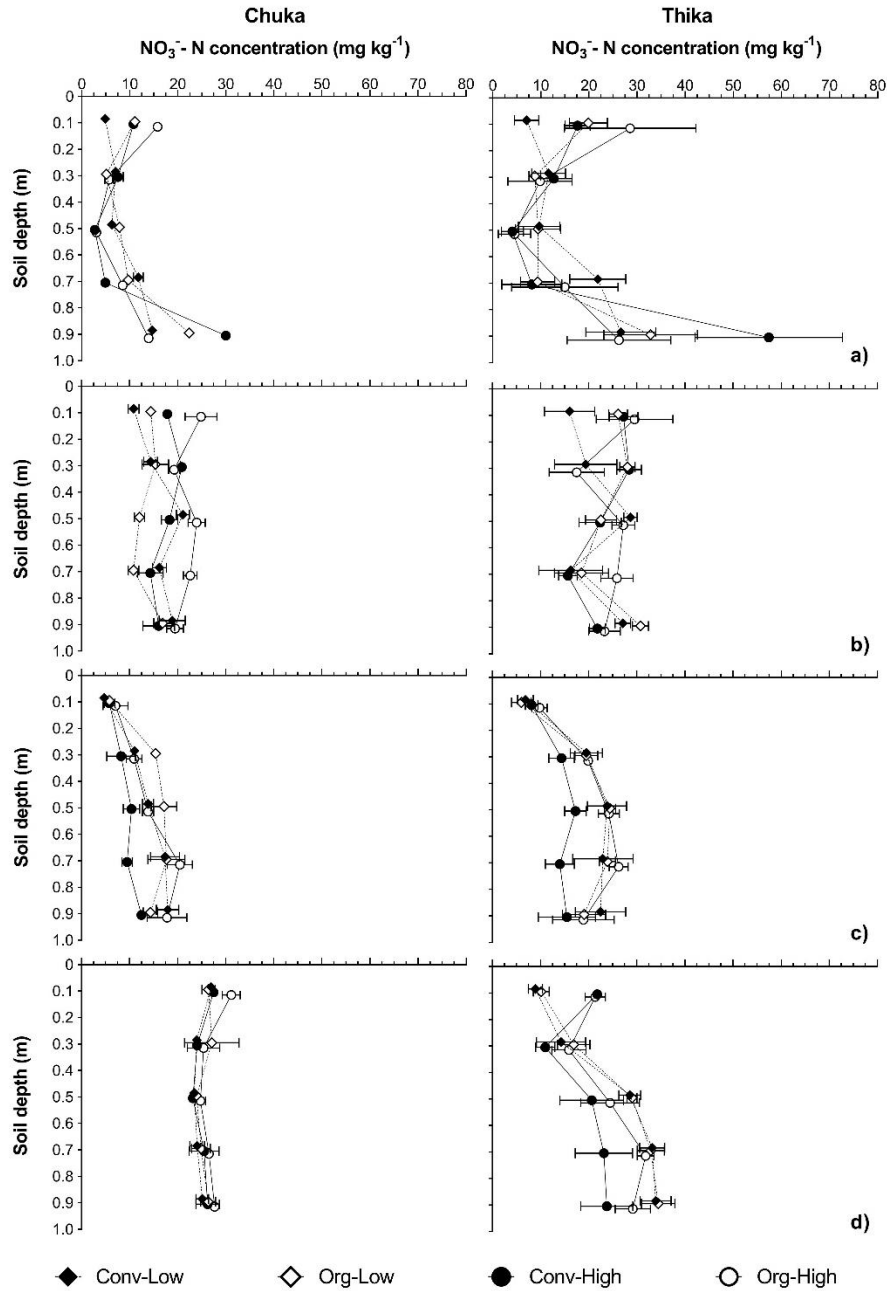 Chuka
Thika
NO₃⁻- N concentration (mg kg⁻¹)
NO₃⁻- N concentration (mg kg⁻¹)
0 10 20 30 40 50 60 70 80
0 10 20 30 40 50 60 70 80
Soil depth (m)
0
0.1
0.2
0.3
0.4
0.5
0.6
0.7
0.8
0.9
1.0
a)
Soil depth (m)
0
0.1
0.2
0.3
0.4
0.5
0.6
0.7
0.8
0.9
1.0
b)
Soil depth (m)
0
0.1
0.2
0.3
0.4
0.5
0.6
0.7
0.8
0.9
1.0
c)
Soil depth (m)
0
0.1
0.2
0.3
0.4
0.5
0.6
0.7
0.8
0.9
1.0
d)
Conv-Low Org-Low Conv-High Org-High